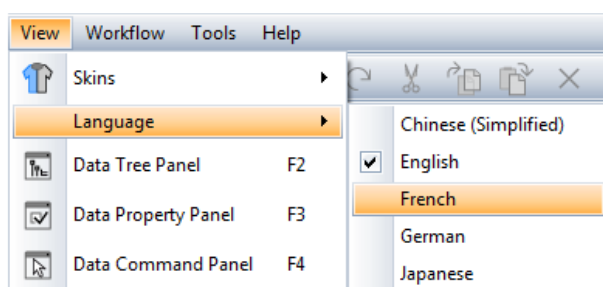 View Workflow Tools Help
Skins
Language
Chinese (Simplified)
Data Tree Panel F2
English
French
Data Property Panel F3
German
Data Command Panel F4
Japanese